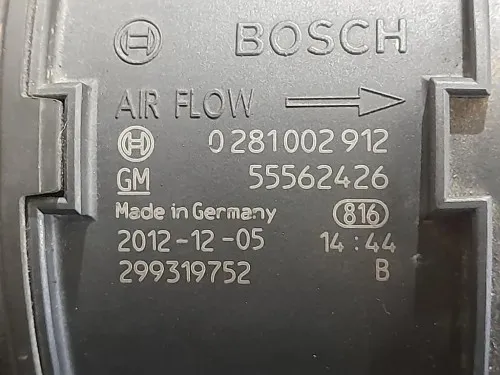 BOSCH
AIR FLOW
0 281 002 912
GM 55562426
Made in Germany 816
2012-12-05 14:44
299319752 B